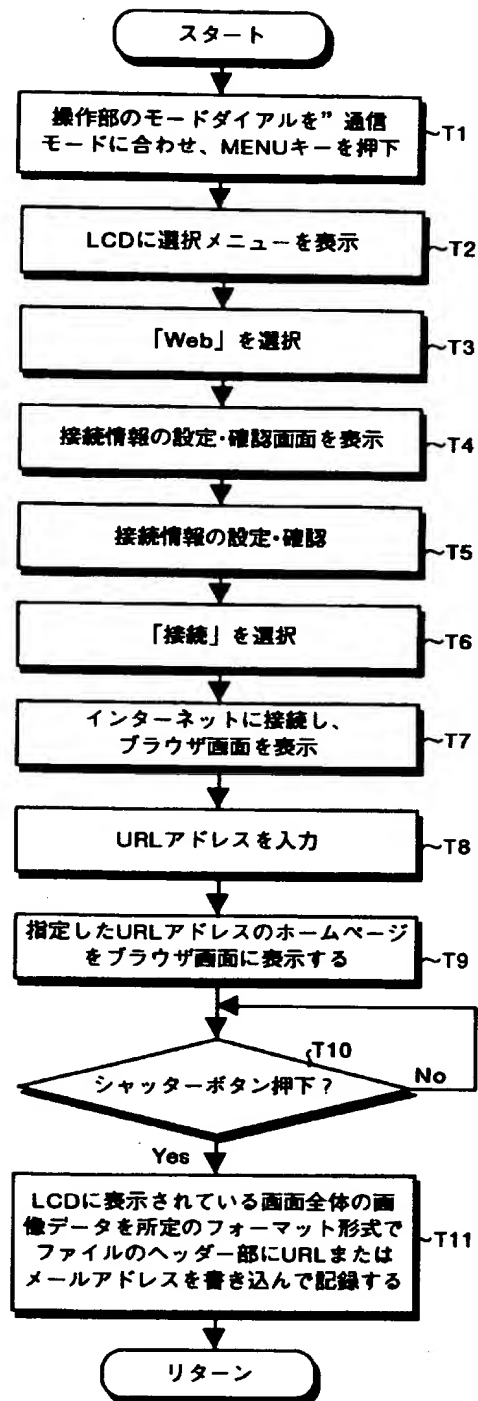 スタート
操作部のモードダイアルを”通信
モードに合わせ、MENUキーを押下
~T1
LCDに選択メニューを表示
~T2
「Web」を選択
~T3
接続情報の設定・確認画面を表示
~T4
接続情報の設定・確認
~T5
「接続」を選択
~T6
インターネットに接続し、
ブラウザ画面を表示
~T7
URLアドレスを入力
~T8
指定したURLアドレスのホームページ
をブラウザ画面に表示する
~T9
T10
シャッターボタン押下？
No
Yes
LCDに表示されている画面全体の画
像データを所定のフォーマット形式で
ファイルのヘッダー部にURLまたは
メールアドレスを書き込んで記録する
~T11
リターン